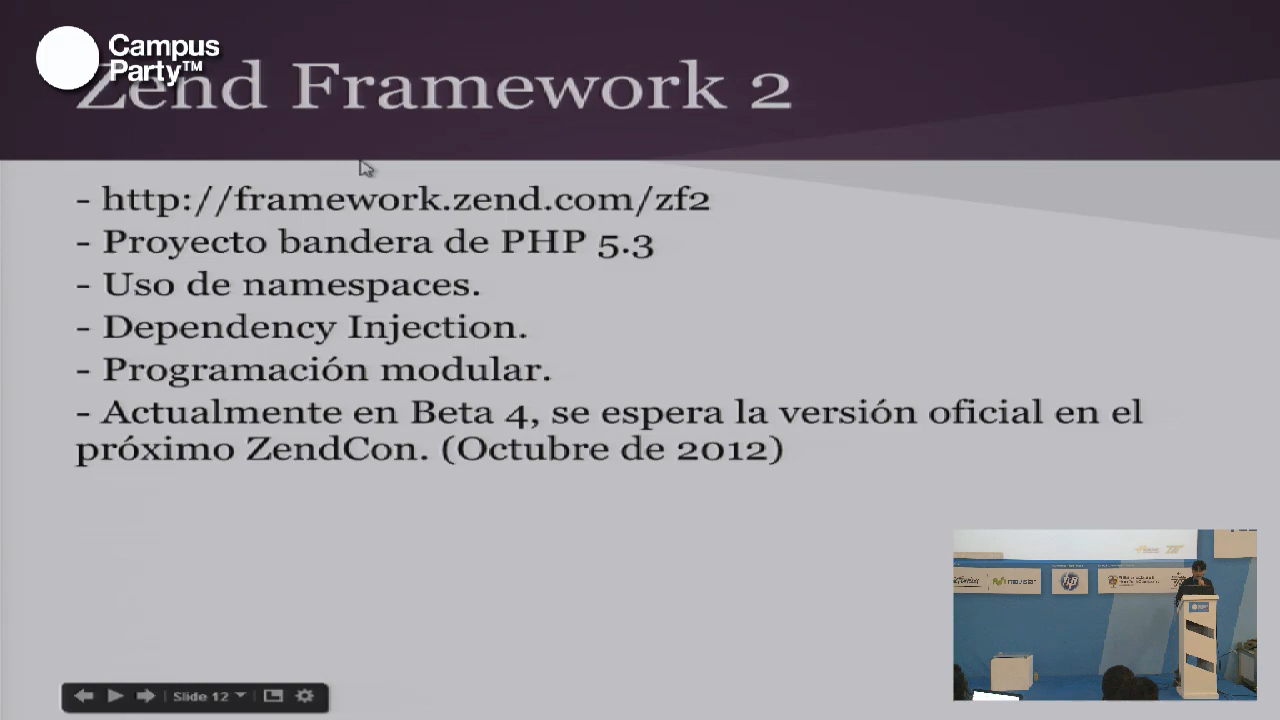 Campus
Party™
Zend Framework 2
- http://framework.zend.com/zf2
- Proyecto bandera de PHP 5.3
- Uso de namespaces.
- Dependency Injection.
- Programación modular.
- Actualmente en Beta 4, se espera la versión oficial en el
próximo ZendCon. (Octubre de 2012)
Slide 12
movistar
hp